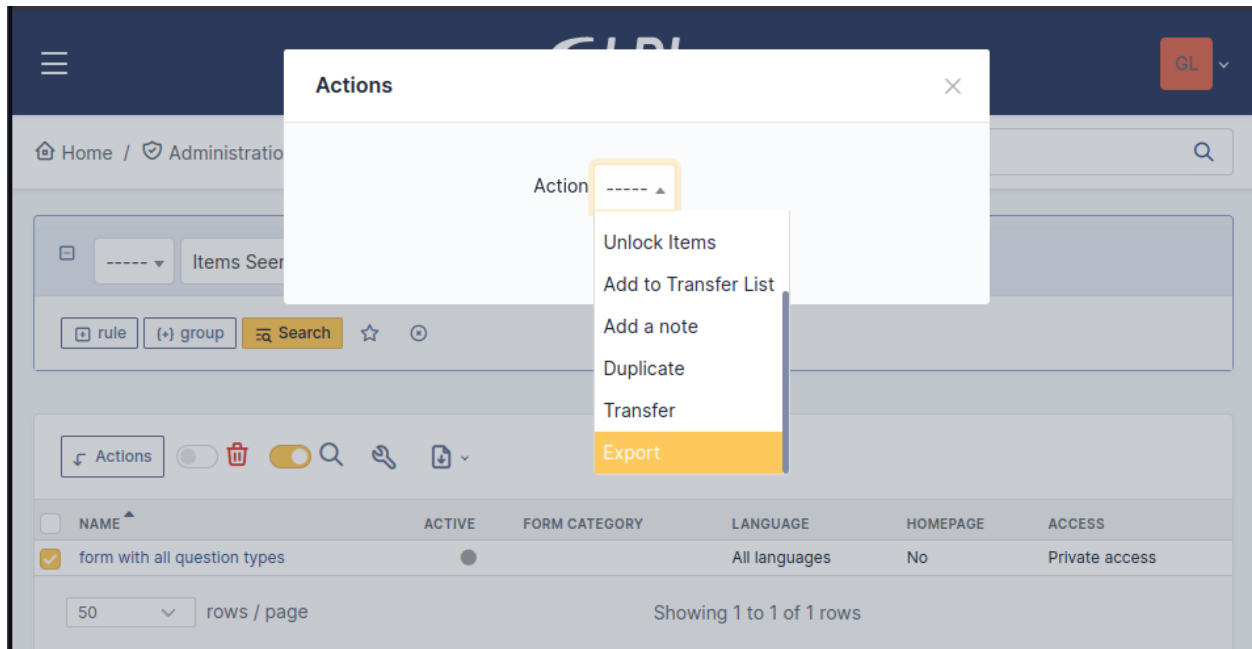 GL
Actions
Home / Administratio
Action -----
Unlock Items
Add to Transfer List
Add a note
Duplicate
Transfer
Export
----- Items Seen
rule (+) group Search
Actions
NAME ACTIVE FORM CATEGORY LANGUAGE HOMEPAGE ACCESS
form with all question types All languages No Private access
50 rows / page Showing 1 to 1 of 1 rows